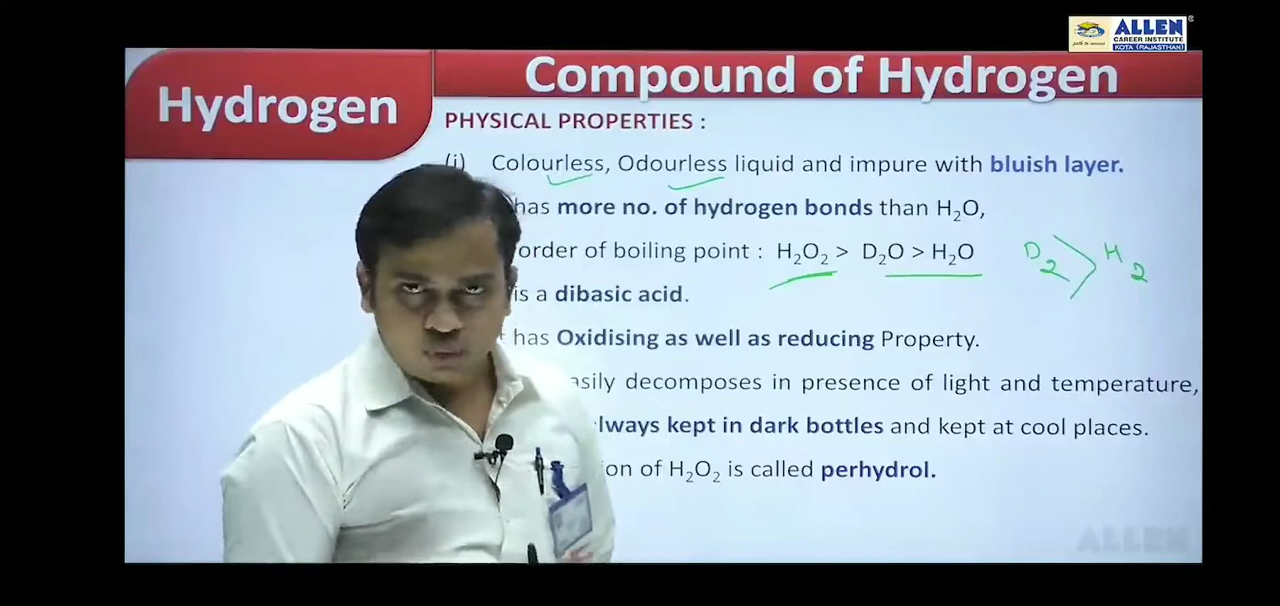 ALLEN
CAREER INSTITUTE
KOTA (RAJASTHAN)
Compound of Hydrogen
Hydrogen
PHYSICAL PROPERTIES :
(i) Colourless, Odourless liquid and impure with bluish layer.
has more no. of hydrogen bonds than H₂O,
order of boiling point : H₂O₂ > D₂O > H₂O D₂ > H₂
is a dibasic acid.
has Oxidising as well as reducing Property.
asily decomposes in presence of light and temperature,
lways kept in dark bottles and kept at cool places.
ion of H₂O₂ is called perhydrol.
ALLEN